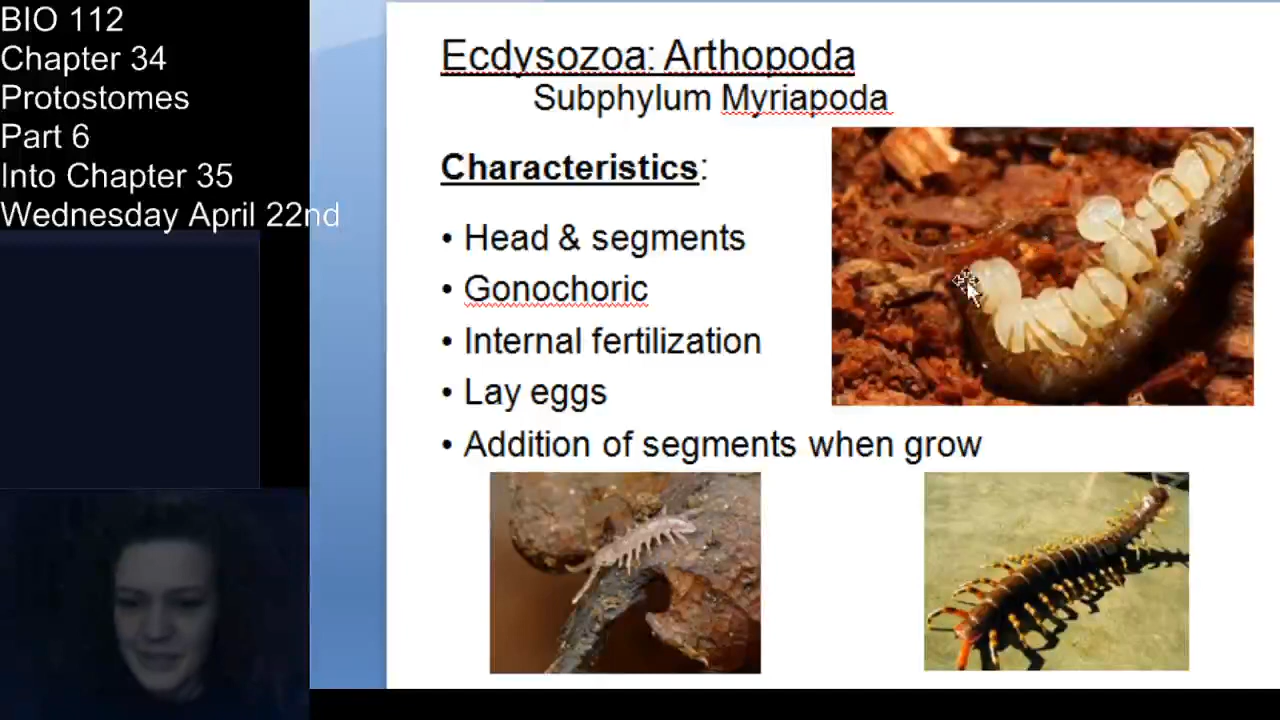 BIO 112
Chapter 34
Protostomes
Part 6
Into Chapter 35
Wednesday April 22nd
Ecdysozoa: Arthopoda
Subphylum Myriapoda
Characteristics:
• Head & segments
• Gonochoric
• Internal fertilization
• Lay eggs
• Addition of segments when grow